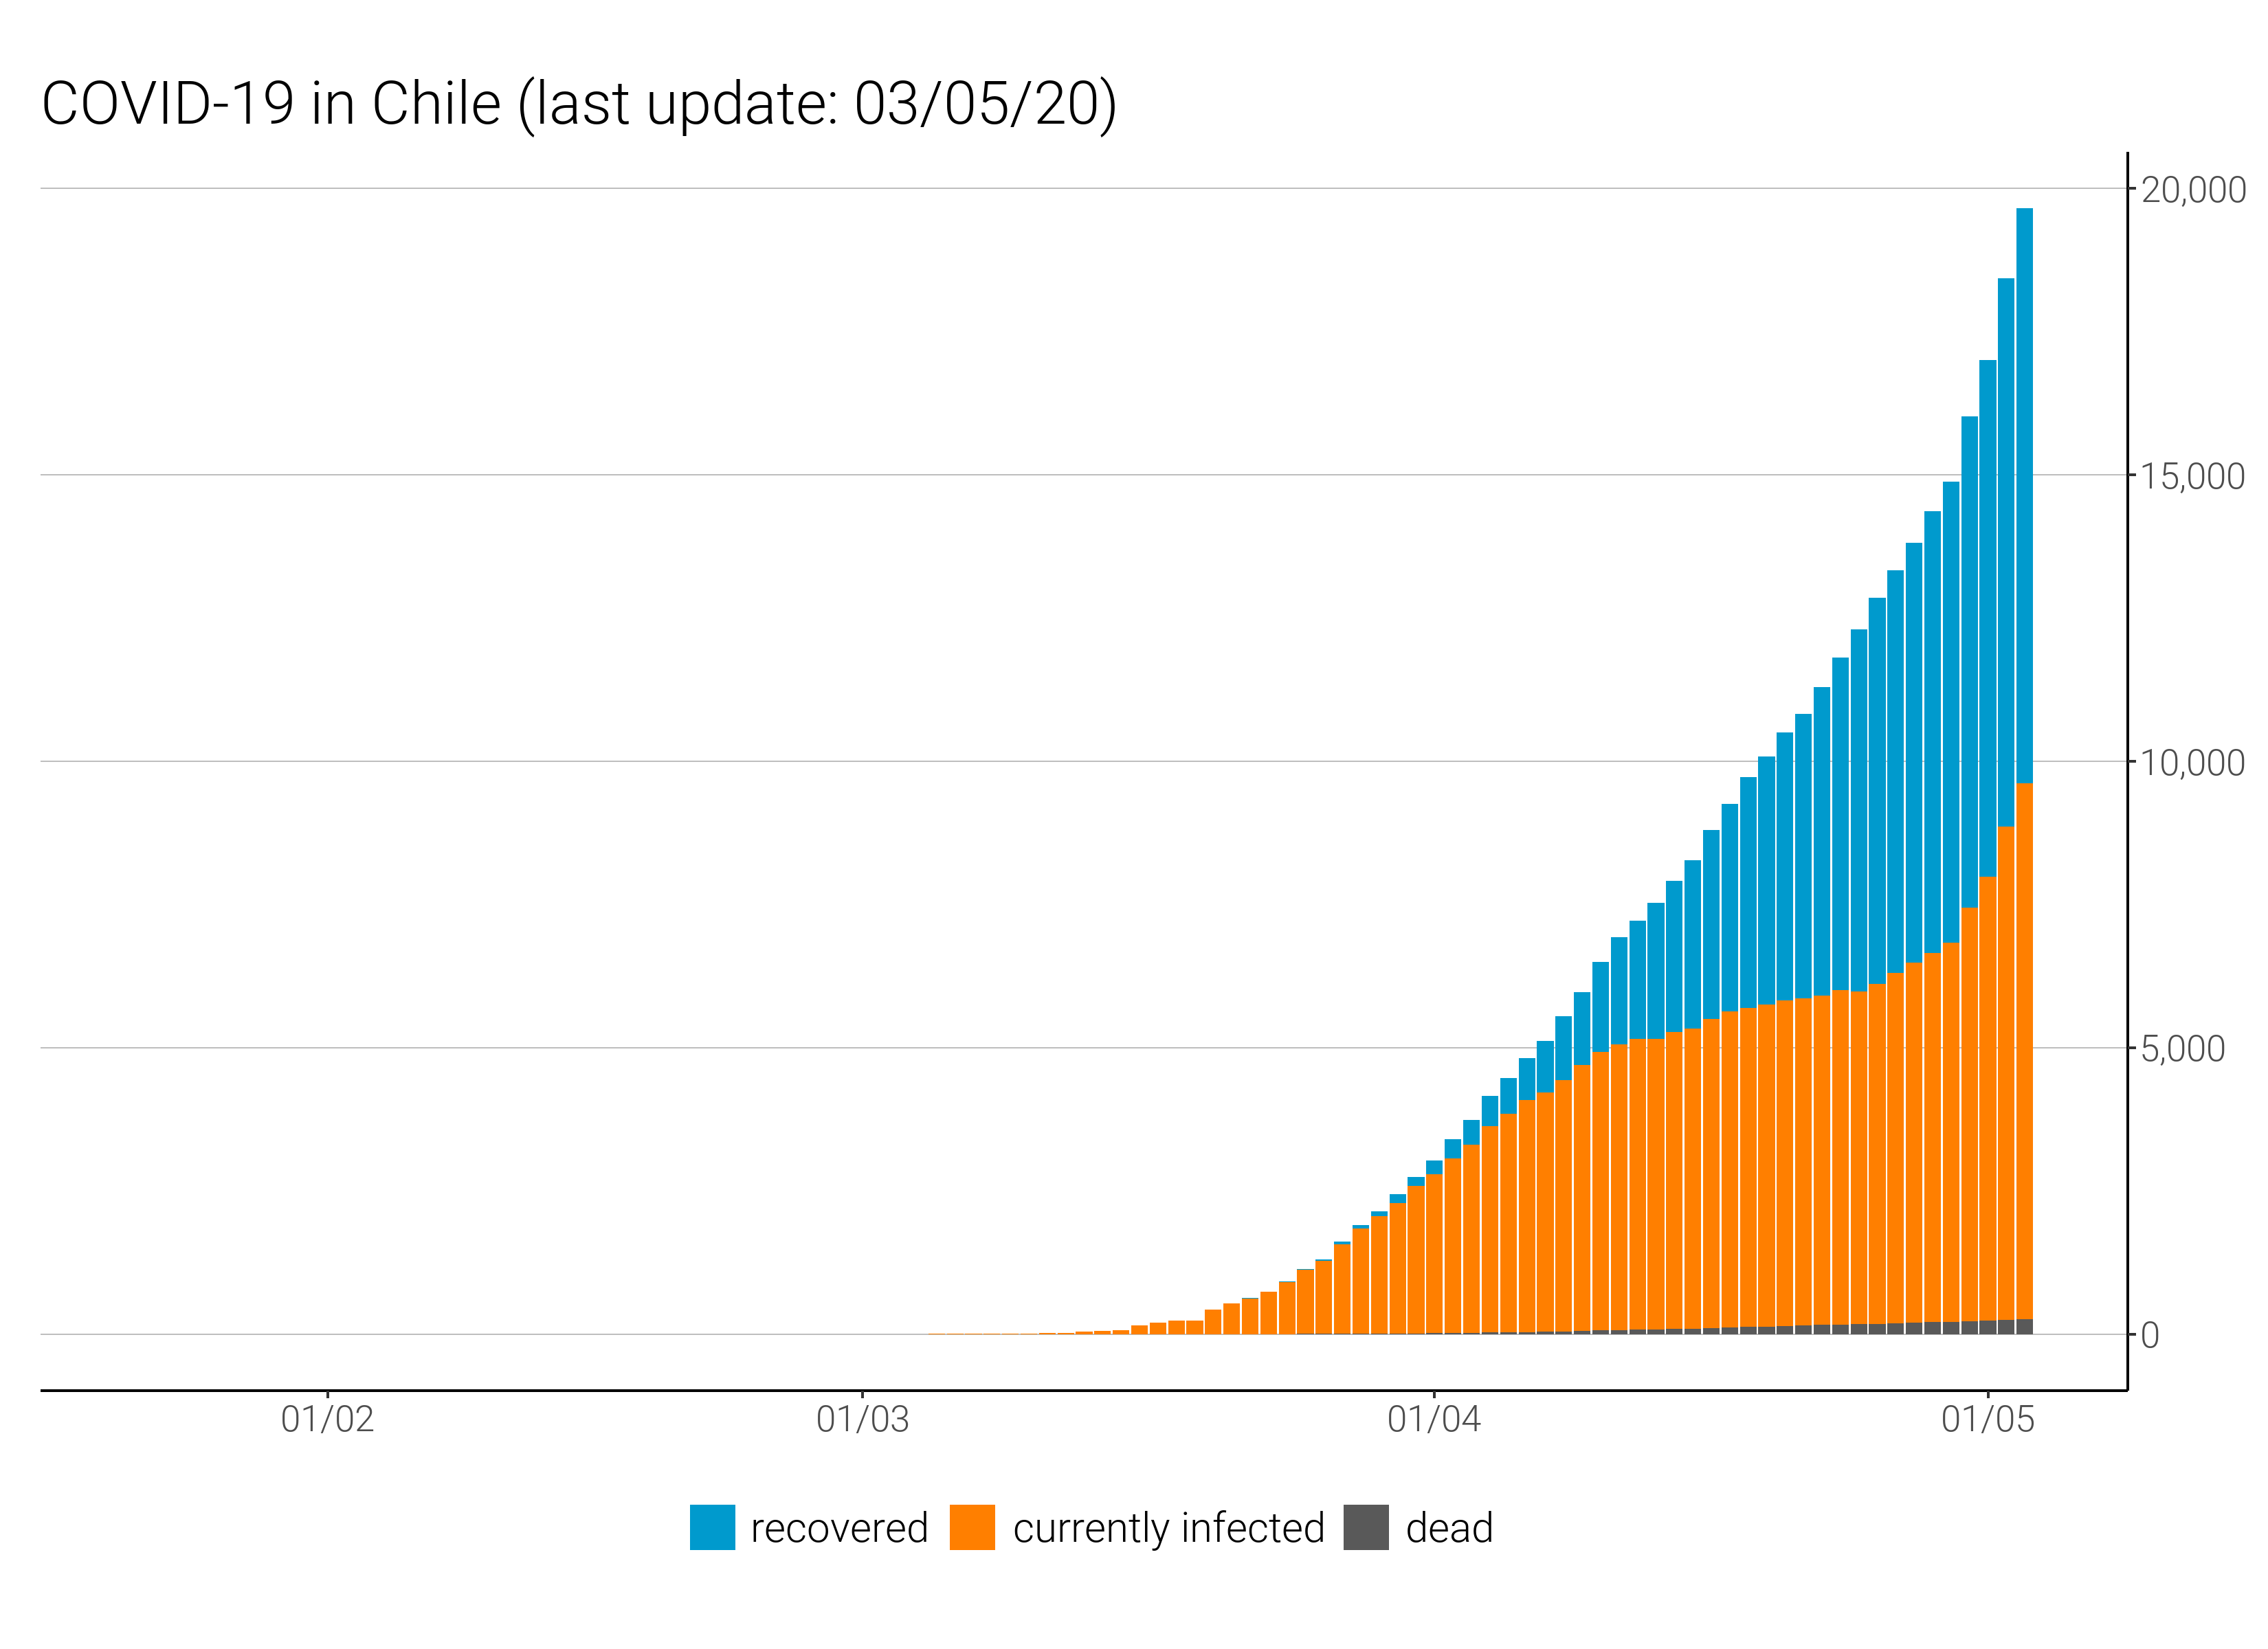 COVID-19 in Chile (last update: 03/05/20)
20,000
15,000
10,000
5,000
0
01/02 01/03 01/04 01/05
recovered currently infected dead